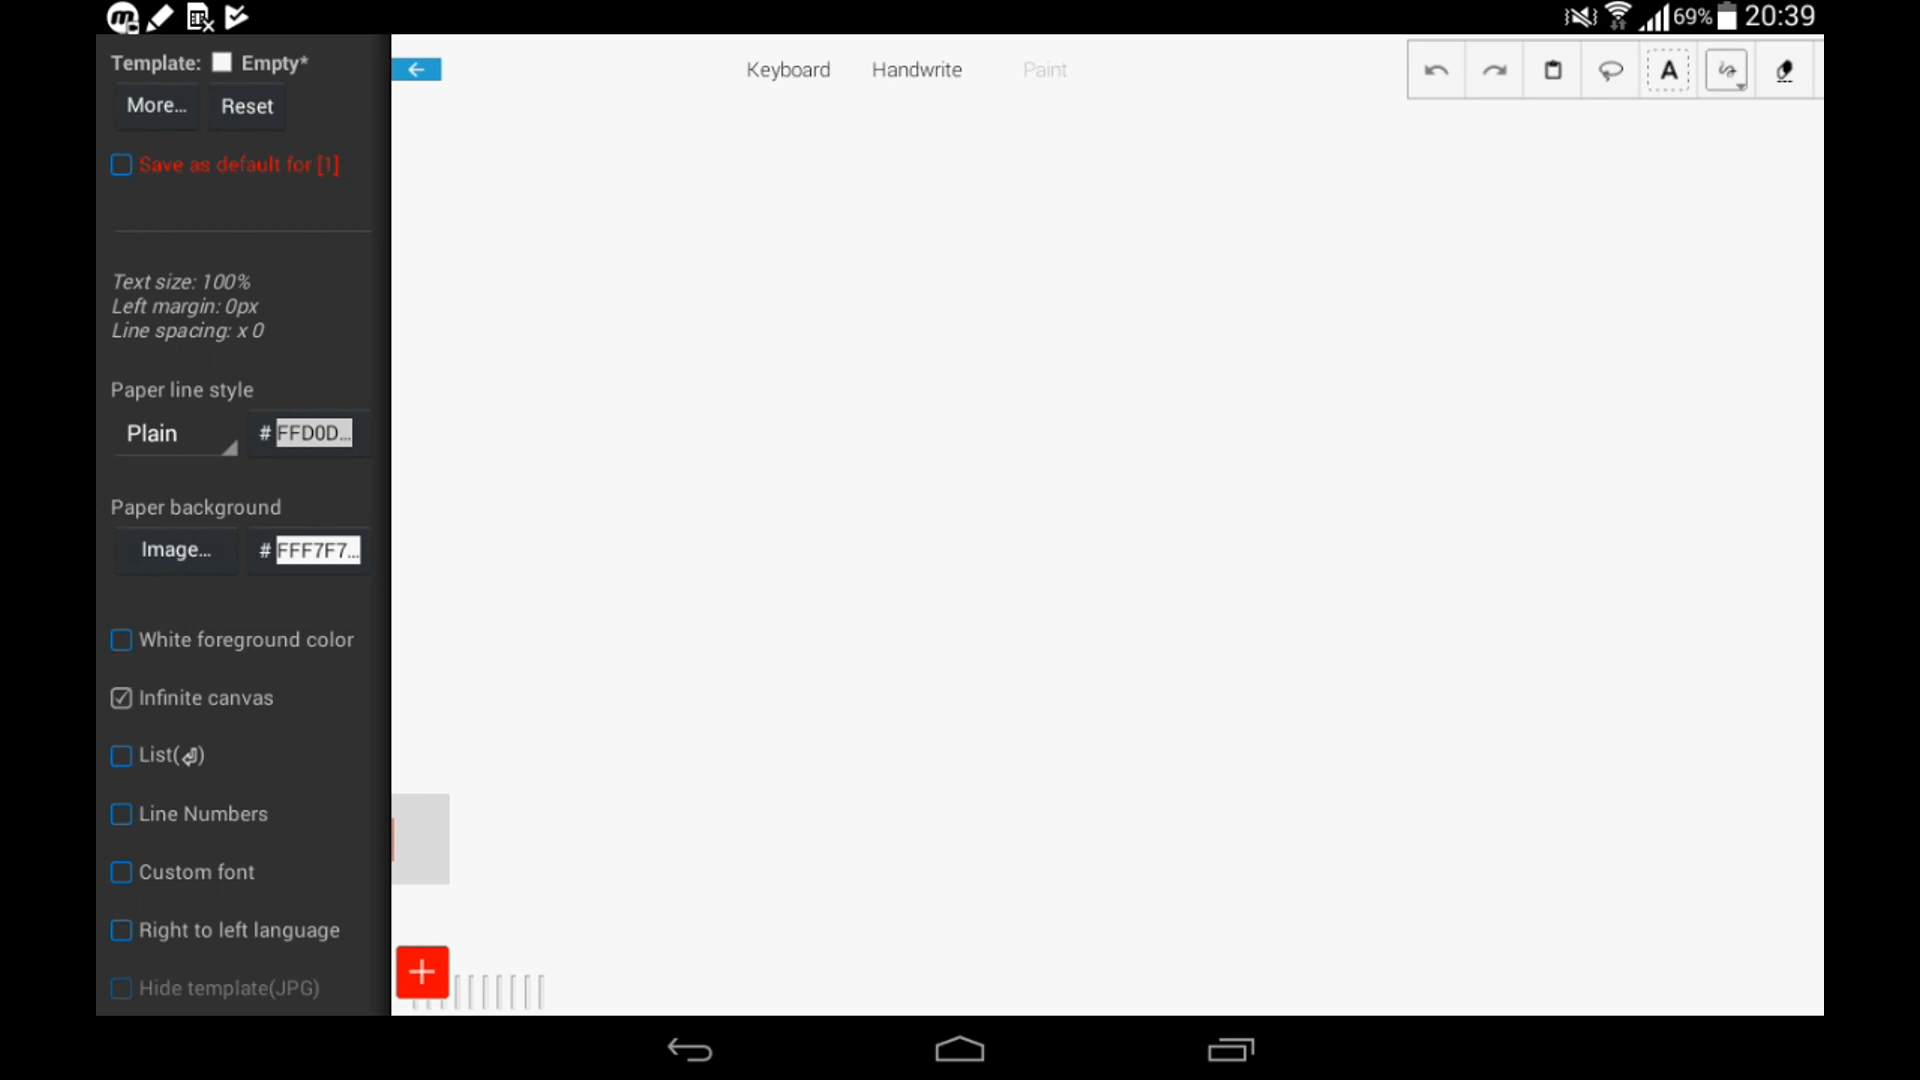 69% 20:39
Template: Empty*
Keyboard Handwrite Paint
A
More... Reset
Save as default for [1]
Text size: 100%
Left margin: 0px
Line spacing: x 0
Paper line style
Plain # FFD0D...
Paper background
Image... # FFF7F7...
White foreground color
Infinite canvas
List(⏎)
Line Numbers
Custom font
Right to left language
Hide template(JPG)